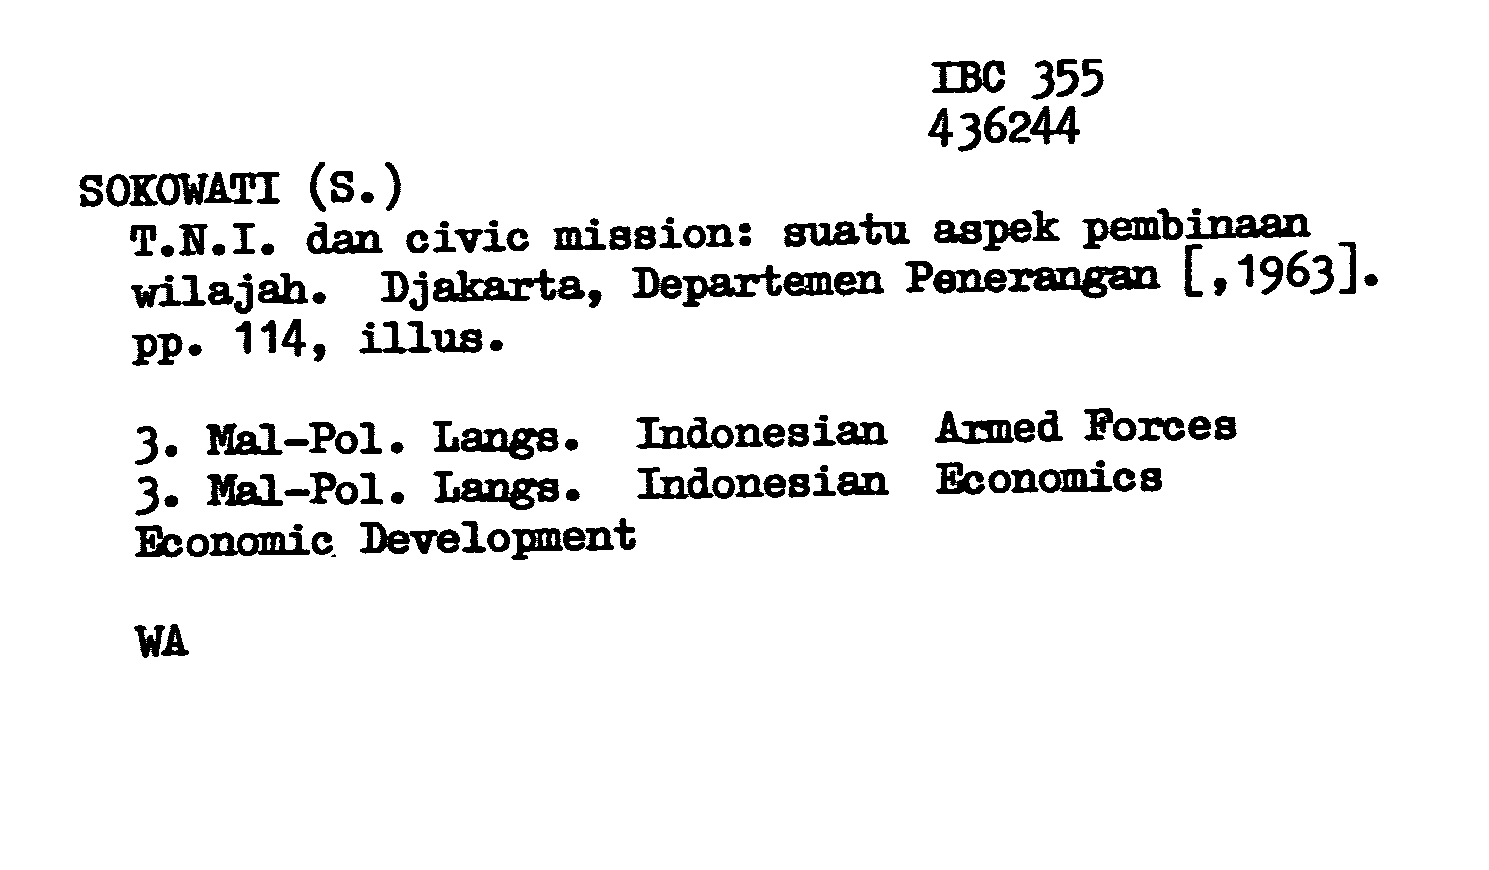 IBC 355
436244
SOKOWATI (S.)
T.N.I. dan civic mission: suatu aspek pembinaan
wilajah. Djakarta, Departemen Penerangan [,1963].
pp. 114, illus.
3. Mal-Pol. Langs. Indonesian Armed Forces
3. Mal-Pol. Langs. Indonesian Economics
Economic Development
WA